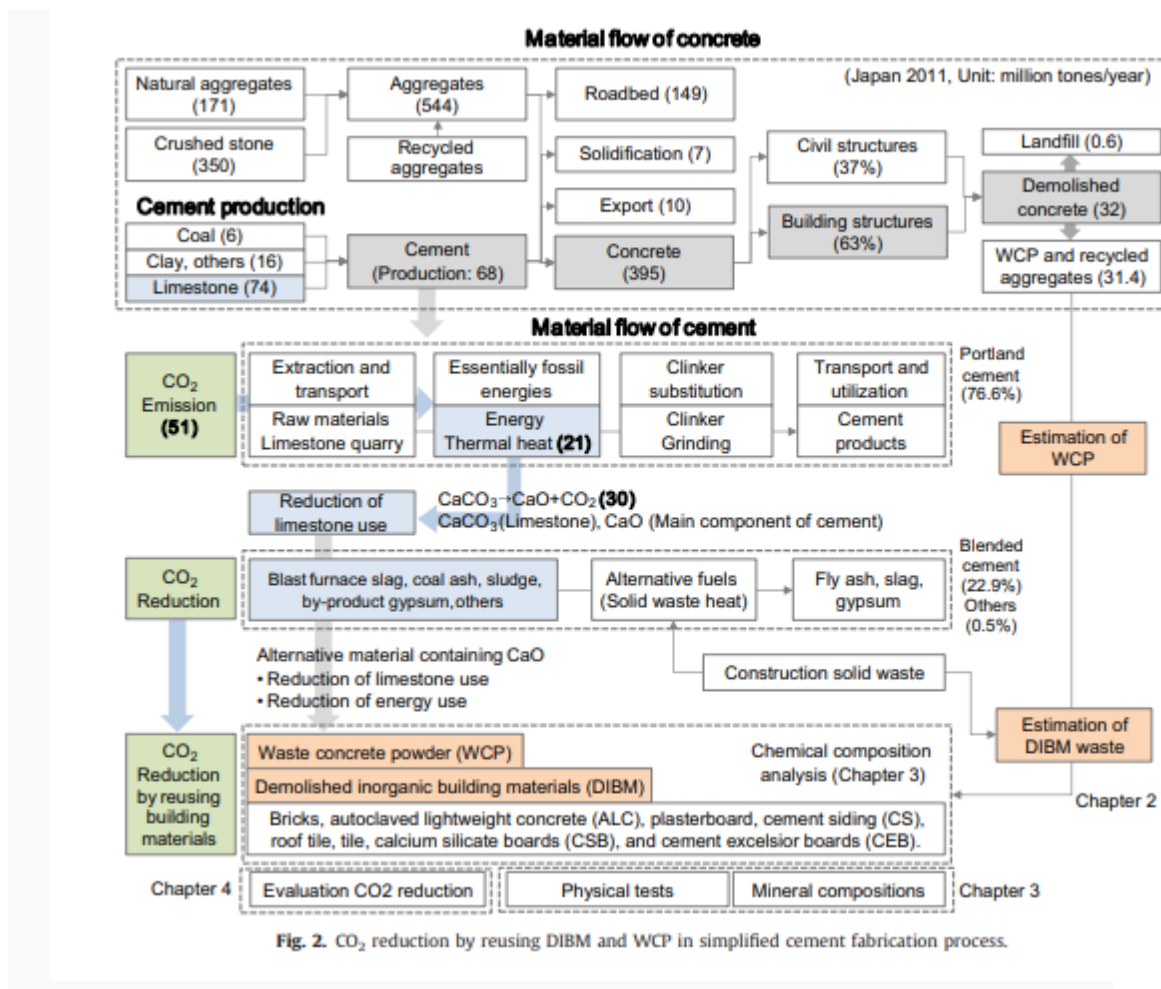 Material flow of concrete
(Japan 2011, Unit: million tones/year)
Natural aggregates
(171)
Aggregates
(544)
Roadbed (149)
Crushed stone
(350)
Recycled
aggregates
Solidification (7)
Civil structures
(37%)
Landfill (0.6)
Demolished
concrete (32)
Cement production
Export (10)
Building structures
(63%)
Coal (6)
Clay, others (16)
Limestone (74)
Cement
(Production: 68)
Concrete
(395)
WCP and recycled
aggregates (31.4)
Material flow of cement
CO2
Emission
(51)
Extraction and
transport
Raw materials
Limestone quarry
Essentially fossil
energies
Energy
Thermal heat (21)
Clinker
substitution
Clinker
Grinding
Transport and
utilization
Cement
products
Portland
cement
(76.6%)
Estimation of
WCP
Reduction of
limestone use
CaCO3→CaO+CO2 (30)
CaCO3(Limestone), CaO (Main component of cement)
CO2
Reduction
Blast furnace slag, coal ash, sludge,
by-product gypsum, others
Alternative fuels
(Solid waste heat)
Fly ash, slag,
gypsum
Blended
cement
(22.9%)
Others
(0.5%)
Alternative material containing CaO
• Reduction of limestone use
• Reduction of energy use
Construction solid waste
Estimation of
DIBM waste
CO2
Reduction
by reusing
building
materials
Waste concrete powder (WCP)
Demolished inorganic building materials (DIBM)
Chemical composition
analysis (Chapter 3)
Bricks, autoclaved lightweight concrete (ALC), plasterboard, cement siding (CS),
roof tile, tile, calcium silicate boards (CSB), and cement excelsior boards (CEB).
Chapter 2
Chapter 4
Evaluation CO2 reduction
Physical tests
Mineral compositions
Chapter 3
Fig. 2. CO2 reduction by reusing DIBM and WCP in simplified cement fabrication process.